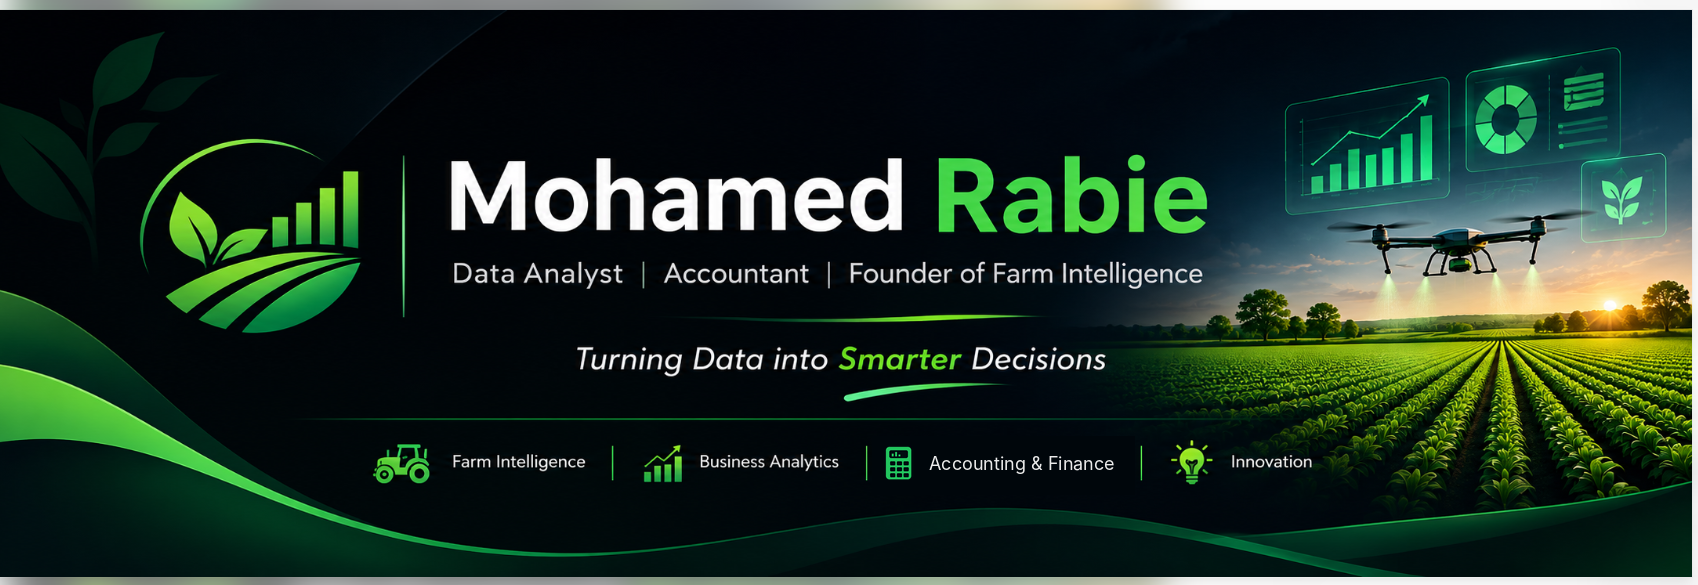 Mohamed Rabie
Data Analyst | Accountant | Founder of Farm Intelligence
Turning Data into Smarter Decisions
Farm Intelligence | Business Analytics | Accounting & Finance | Innovation